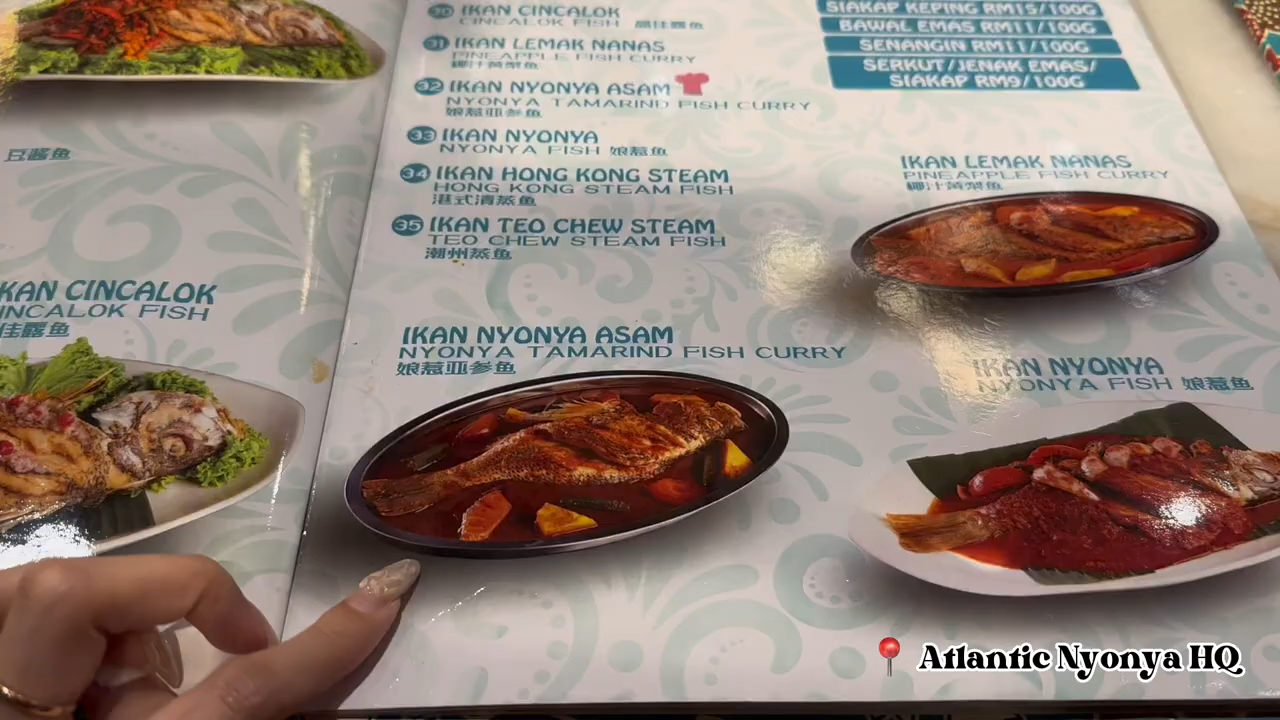 豆酱鱼
KAN CINCALOK
INCALOK FISH
佳露鱼
30 IKAN CINCALOK
CINCALOK FISH 晶佳露鱼
31 IKAN LEMAK NANAS
PINEAPPLE FISH CURRY
椰汁黄梨鱼
32 IKAN NYONYA ASAM
NYONYA TAMARIND FISH CURRY
娘惹亚参鱼
33 IKAN NYONYA
NYONYA FISH 娘惹鱼
34 IKAN HONG KONG STEAM
HONG KONG STEAM FISH
港式清蒸鱼
35 IKAN TEO CHEW STEAM
TEO CHEW STEAM FISH
潮州蒸鱼
SIAKAP KEPING RM15/100G
BAWAL EMAS RM11/100G
SENANGIN RM11/100G
SERKUT/JENAK EMAS/
SIAKAP RM9/100G
IKAN LEMAK NANAS
PINEAPPLE FISH CURRY
椰汁黄梨鱼
IKAN NYONYA ASAM
NYONYA TAMARIND FISH CURRY
娘惹亚参鱼
IKAN NYONYA
NYONYA FISH 娘惹鱼
Atlantic Nyonya HQ